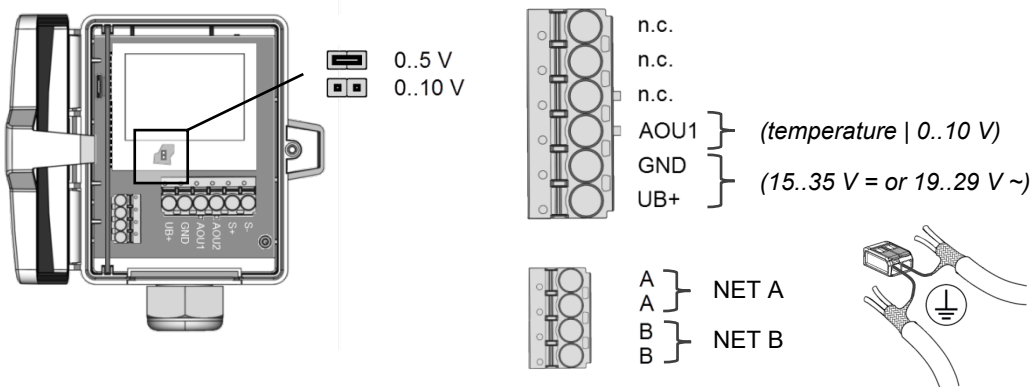 0..5 V
0..10 V
UB+
GND
AOU1
AOU2
S+
S-
n.c.
n.c.
n.c.
AOU1 (temperature | 0..10 V)
GND
UB+
(15..35 V = or 19..29 V ~)
A
A
NET A
B
B
NET B